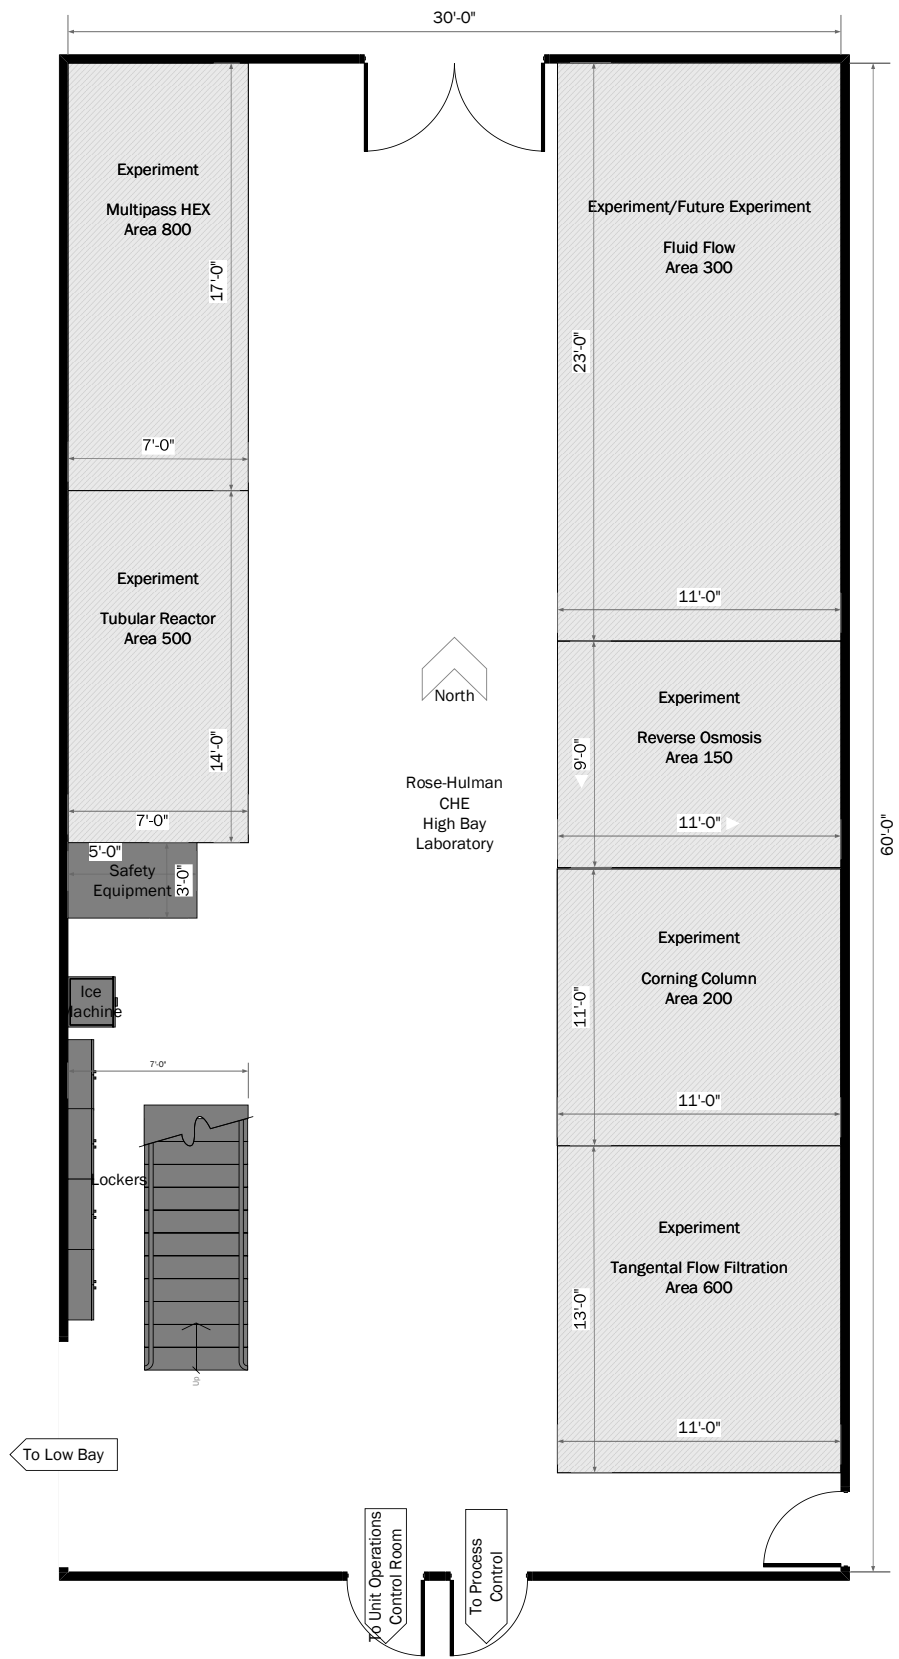 30'-0"
Experiment
Multipass HEX
Area 800
17'-0"
7'-0"
Experiment/Future Experiment
Fluid Flow
Area 300
23'-0"
11'-0"
Experiment
Tubular Reactor
Area 500
14'-0"
7'-0"
North
Rose-Hulman
CHE
High Bay
Laboratory
Experiment
Reverse Osmosis
Area 150
9'-0"
11'-0"
60'-0"
5'-0"
Safety
Equipment
3'-0"
Experiment
Corning Column
Area 200
11'-0"
11'-0"
Ice
Machine
7'-0"
Lockers
Up
Experiment
Tangental Flow Filtration
Area 600
13'-0"
11'-0"
To Low Bay
To Unit Operations
Control Room
To Process
Control